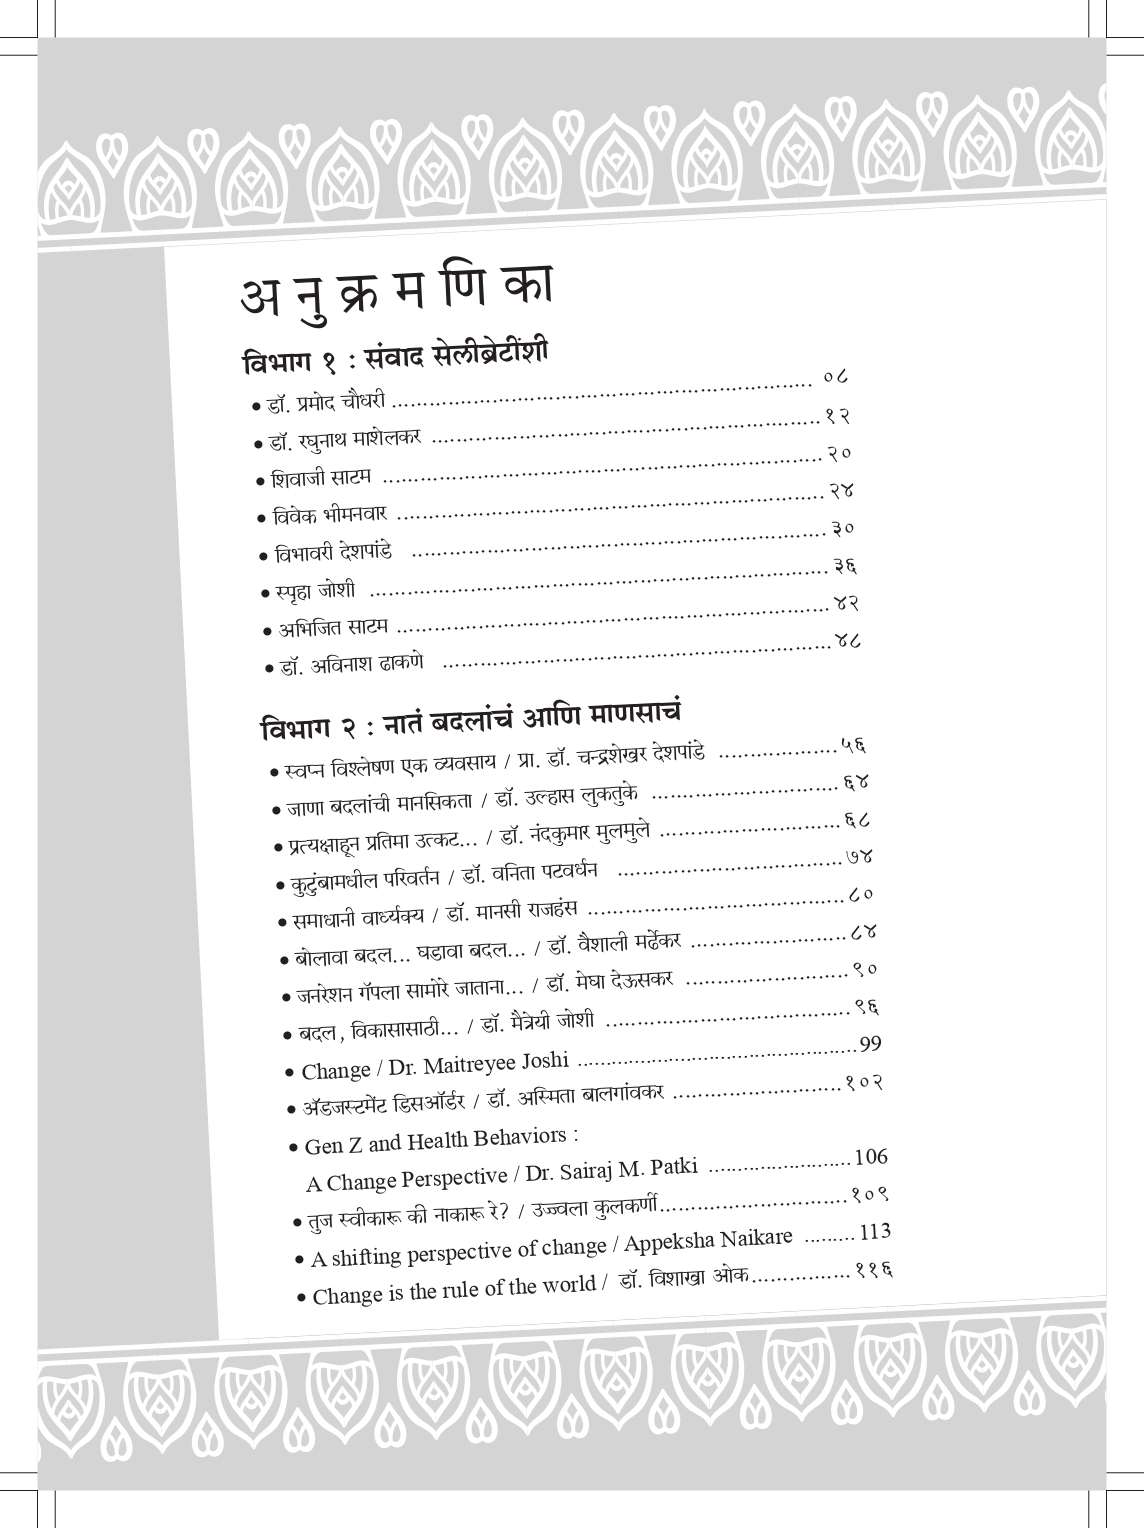 अनुक्रमणिका
विभाग १ : संवाद सेलीब्रेटींशी
• डॉ. प्रमोद चौधरी .................................................................. ०८
• डॉ. रघुनाथ माशेलकर .............................................................. १२
• शिवाजी साटम ...................................................................... २०
• विवेक भीमनवार .................................................................... २४
• विभावरी देशपांडे .................................................................. ३०
• स्पृहा जोशी ......................................................................... ३६
• अभिजित साटम .................................................................... ४२
• डॉ. अविनाश ढाकणे .............................................................. ४८
विभाग २ : नातं बदलांचं आणि माणसाचं
• स्वप्न विश्लेषण एक व्यवसाय / प्रा. डॉ. चन्द्रशेखर देशपांडे ................... ५६
• जाणा बदलांची मानसिकता / डॉ. उल्हास लुकतुके .............................. ६४
• प्रत्यक्षाहून प्रतिमा उत्कट... / डॉ. नंदकुमार मुलमुले ............................. ६८
• कुटुंबामधील परिवर्तन / डॉ. वनिता पटवर्धन .................................... ७४
• समाधानी वार्ध्यक्य / डॉ. मानसी राजहंस ......................................... ८०
• बोलावा बदल... घडावा बदल... / डॉ. वैशाली मर्ढेकर ......................... ८४
• जनरेशन गॅपला सामोरे जाताना... / डॉ. मेघा देऊसकर .......................... ९०
• बदल, विकासासाठी... / डॉ. मैत्रेयी जोशी ....................................... ९६
• Change / Dr. Maitreyee Joshi ................................................ 99
• ॲडजस्टमेंट डिसऑर्डर / डॉ. अस्मिता बालगांवकर ........................... १०२
• Gen Z and Health Behaviors :
A Change Perspective / Dr. Sairaj M. Patki ........................ 106
• तुज स्वीकारू की नाकारू रे? / उज्ज्वला कुलकर्णी.............................. १०९
• A shifting perspective of change / Appeksha Naikare ......... 113
• Change is the rule of the world / डॉ. विशाखा ओक................ ११६